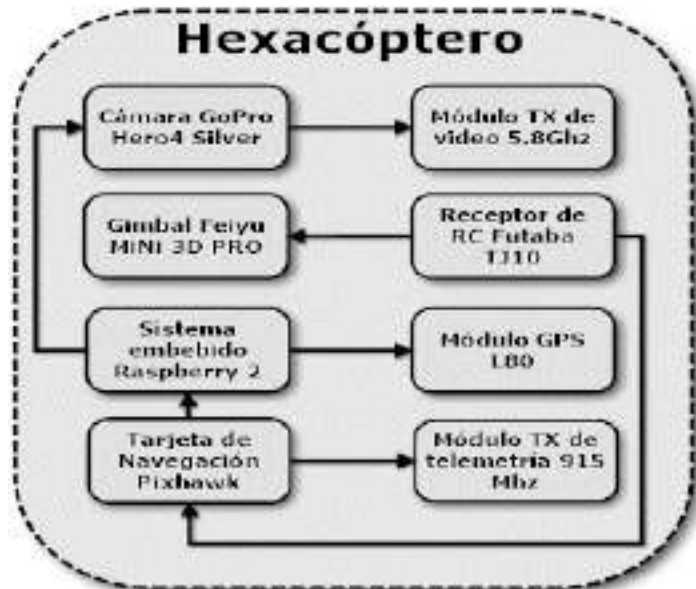 Hexacóptero
Cámara GoPro
Hero4 Silver
Módulo TX de
video 5.8Ghz
Gimbal Feiyu
MINI 3D PRO
Receptor de
RC Futaba
TJ10
Sistema
embebido
Raspberry 2
Módulo GPS
L80
Tarjeta de
Navegación
Pixhawk
Módulo TX de
telemetría 915
Mhz